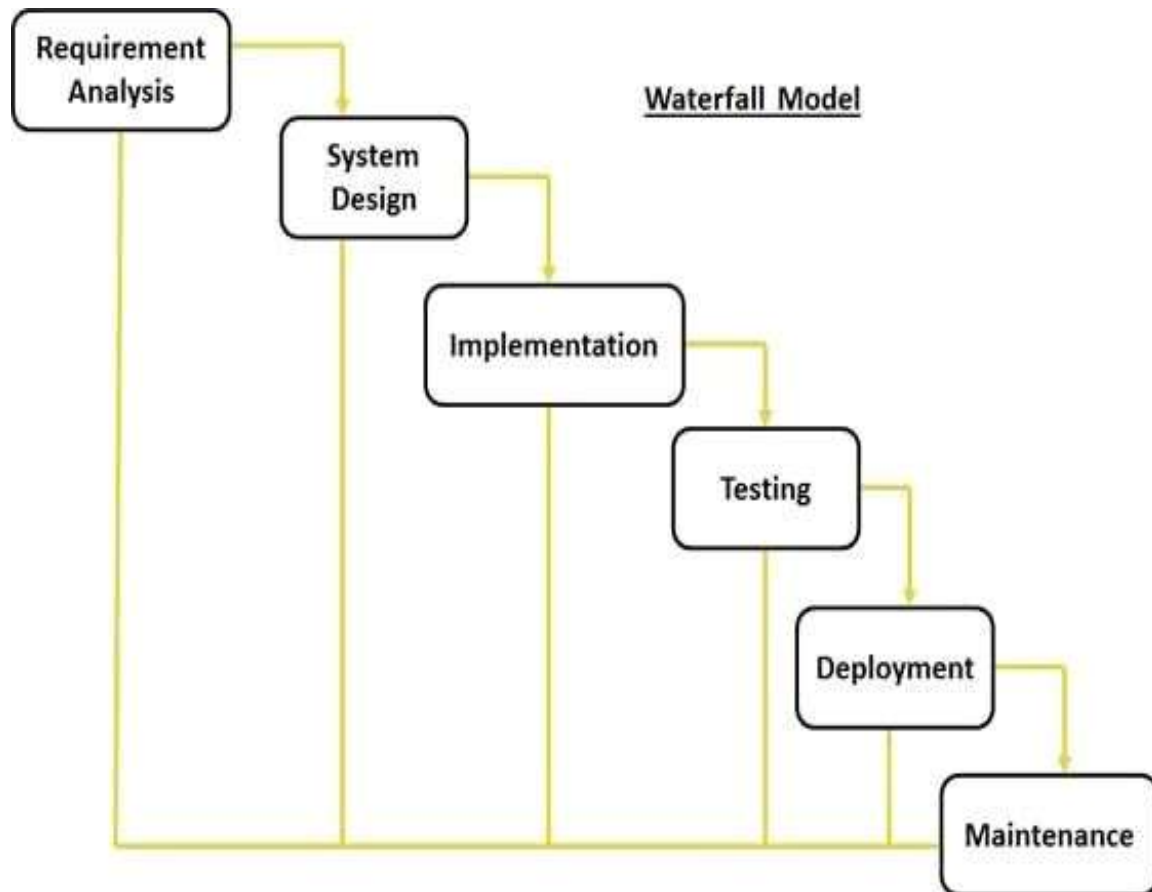 Requirement
Analysis
Waterfall Model
System
Design
Implementation
Testing
Deployment
Maintenance